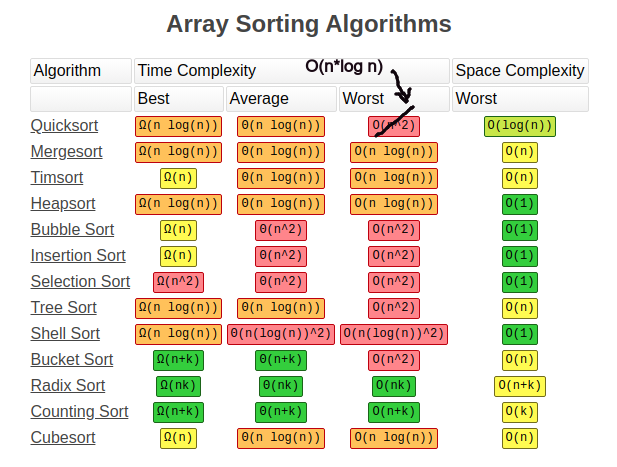 Array Sorting Algorithms
Algorithm Time Complexity O(n*log n) Space Complexity
Best Average Worst Worst
Quicksort Ω(n log(n)) Θ(n log(n)) O(n^2) O(log(n))
Mergesort Ω(n log(n)) Θ(n log(n)) O(n log(n)) O(n)
Timsort Ω(n) Θ(n log(n)) O(n log(n)) O(n)
Heapsort Ω(n log(n)) Θ(n log(n)) O(n log(n)) O(1)
Bubble Sort Ω(n) Θ(n^2) O(n^2) O(1)
Insertion Sort Ω(n) Θ(n^2) O(n^2) O(1)
Selection Sort Ω(n^2) Θ(n^2) O(n^2) O(1)
Tree Sort Ω(n log(n)) Θ(n log(n)) O(n^2) O(n)
Shell Sort Ω(n log(n)) Θ(n(log(n))^2) O(n(log(n))^2) O(1)
Bucket Sort Ω(n+k) Θ(n+k) O(n^2) O(n)
Radix Sort Ω(nk) Θ(nk) O(nk) O(n+k)
Counting Sort Ω(n+k) Θ(n+k) O(n+k) O(k)
Cubesort Ω(n) Θ(n log(n)) O(n log(n)) O(n)